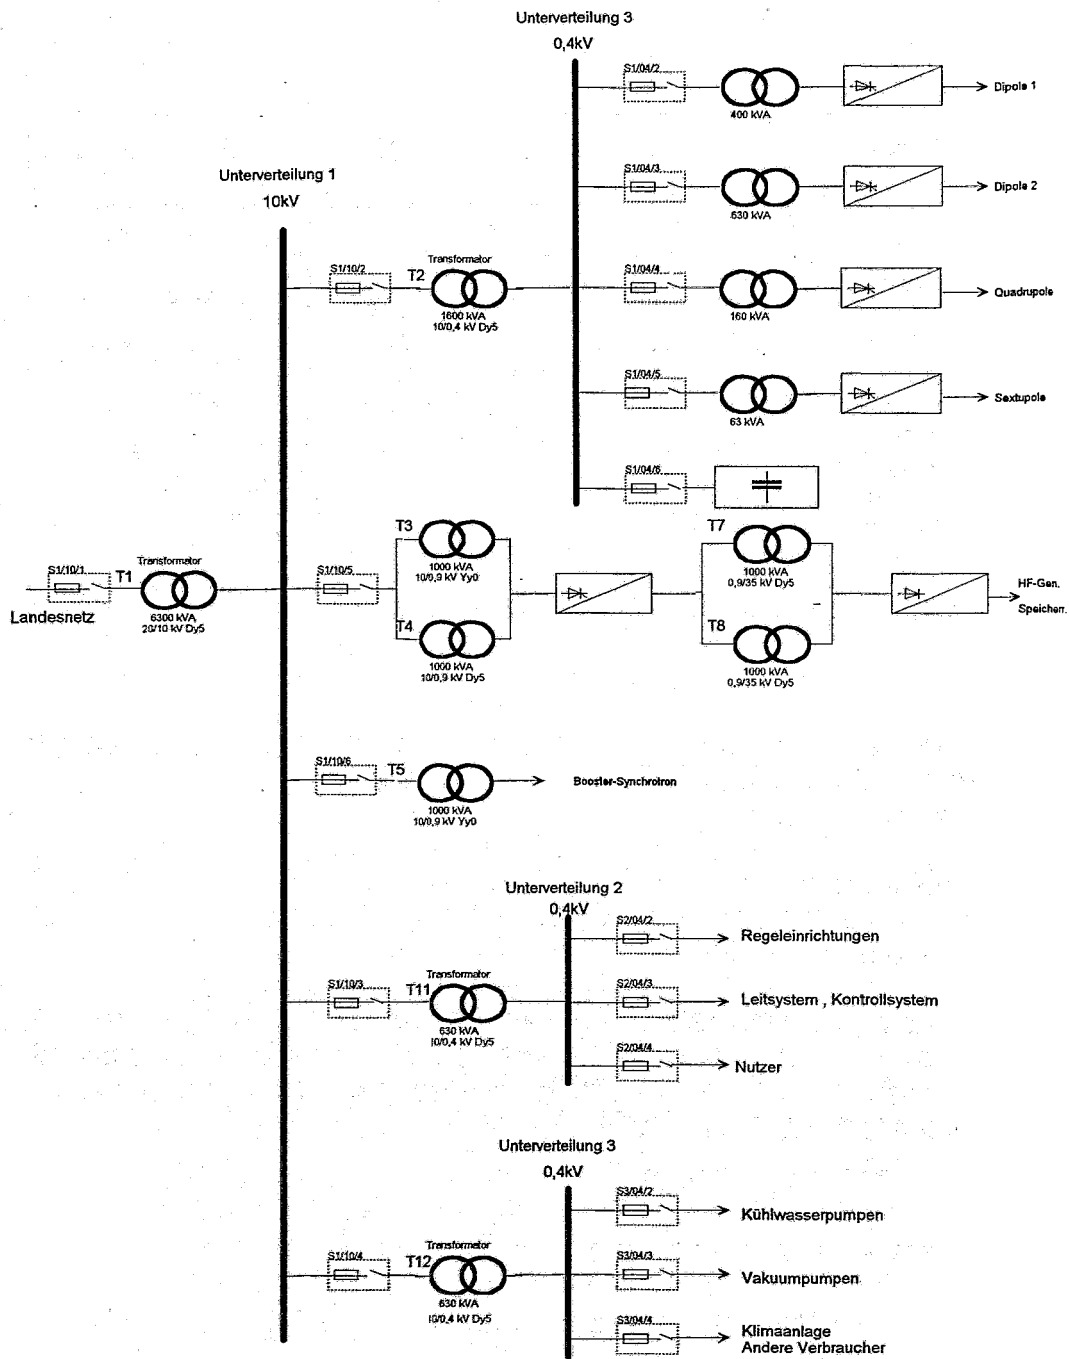 Unterverteilung 3
0,4kV
S1/04/2
400 kVA
Dipole 1
S1/04/3
630 kVA
Dipole 2
Unterverteilung 1
10kV
S1/10/2
T2
Transformator
1600 kVA
10/0,4 kV Dy5
S1/04/4
160 kVA
Quadrupole
S1/04/5
63 kVA
Sextupole
S1/04/6
S1/10/1
T1
Transformator
6300 kVA
20/10 kV Dy5
Landesnetz
S1/10/5
T3
1000 kVA
10/0,9 kV Yy0
T4
1000 kVA
10/0,9 kV Dy5
T7
1000 kVA
0,9/35 kV Dy5
T8
1000 kVA
0,9/35 kV Dy5
HF-Gen.
Speicherr.
S1/10/6
T5
1000 kVA
10/0,9 kV Yy0
Booster-Synchrotron
Unterverteilung 2
0,4kV
S1/10/3
T11
Transformator
630 kVA
10/0,4 kV Dy5
S2/04/2
Regeleinrichtungen
S2/04/3
Leitsystem , Kontrollsystem
S2/04/4
Nutzer
Unterverteilung 3
0,4kV
S1/10/4
T12
Transformator
630 kVA
10/0,4 kV Dy5
S3/04/2
Kühlwasserpumpen
S3/04/3
Vakuumpumpen
S3/04/4
Klimaanlage
Andere Verbraucher